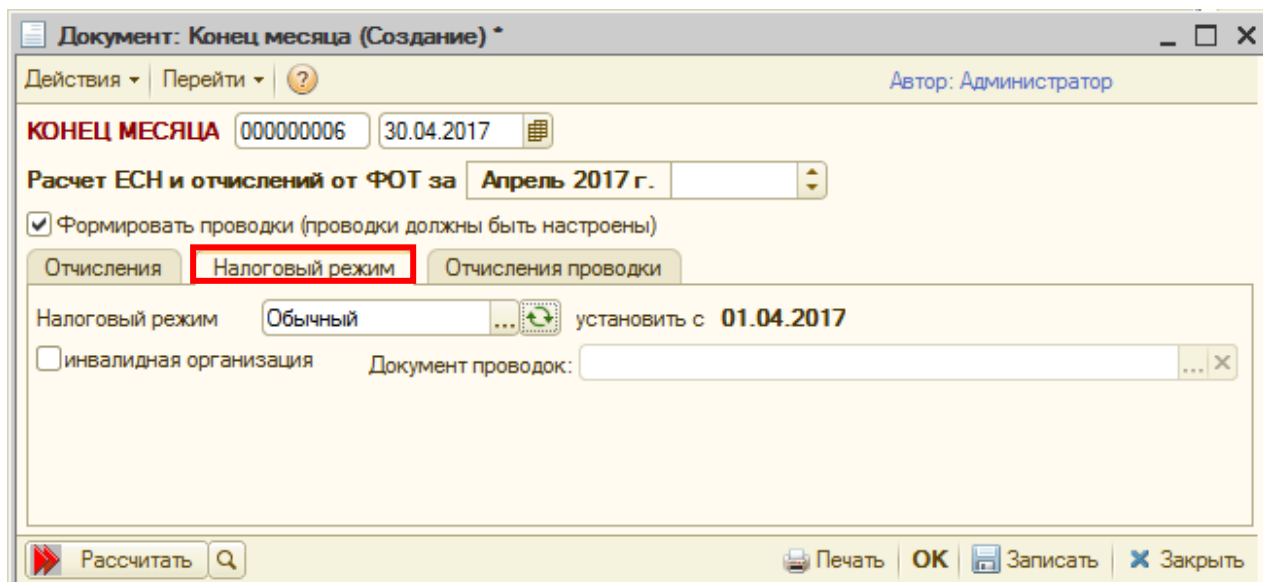 Документ: Конец месяца (Создание) *
Действия Перейти ? Автор: Администратор
КОНЕЦ МЕСЯЦА 000000006 30.04.2017
Расчет ЕСН и отчислений от ФОТ за Апрель 2017 г.
Формировать проводки (проводки должны быть настроены)
Отчисления Налоговый режим Отчисления проводки
Налоговый режим Обычный ... установить с 01.04.2017
инвалидная организация Документ проводок: ...
Рассчитать Печать OK Записать Закрыть